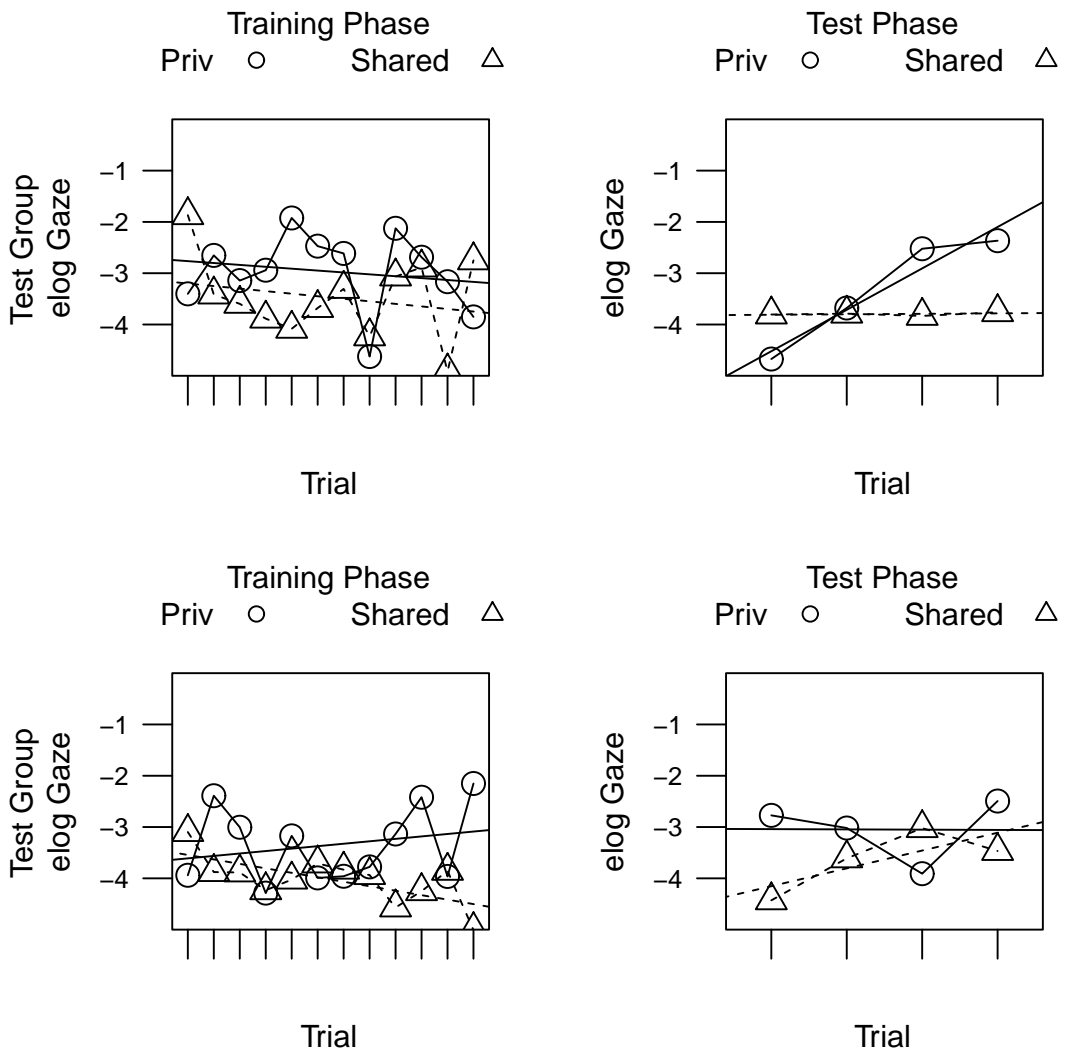 Training Phase
Priv Shared
Test Group
elog Gaze
−1
−2
−3
−4
Trial
Test Phase
Priv Shared
elog Gaze
−1
−2
−3
−4
Trial
Training Phase
Priv Shared
Test Group
elog Gaze
−1
−2
−3
−4
Trial
Test Phase
Priv Shared
elog Gaze
−1
−2
−3
−4
Trial